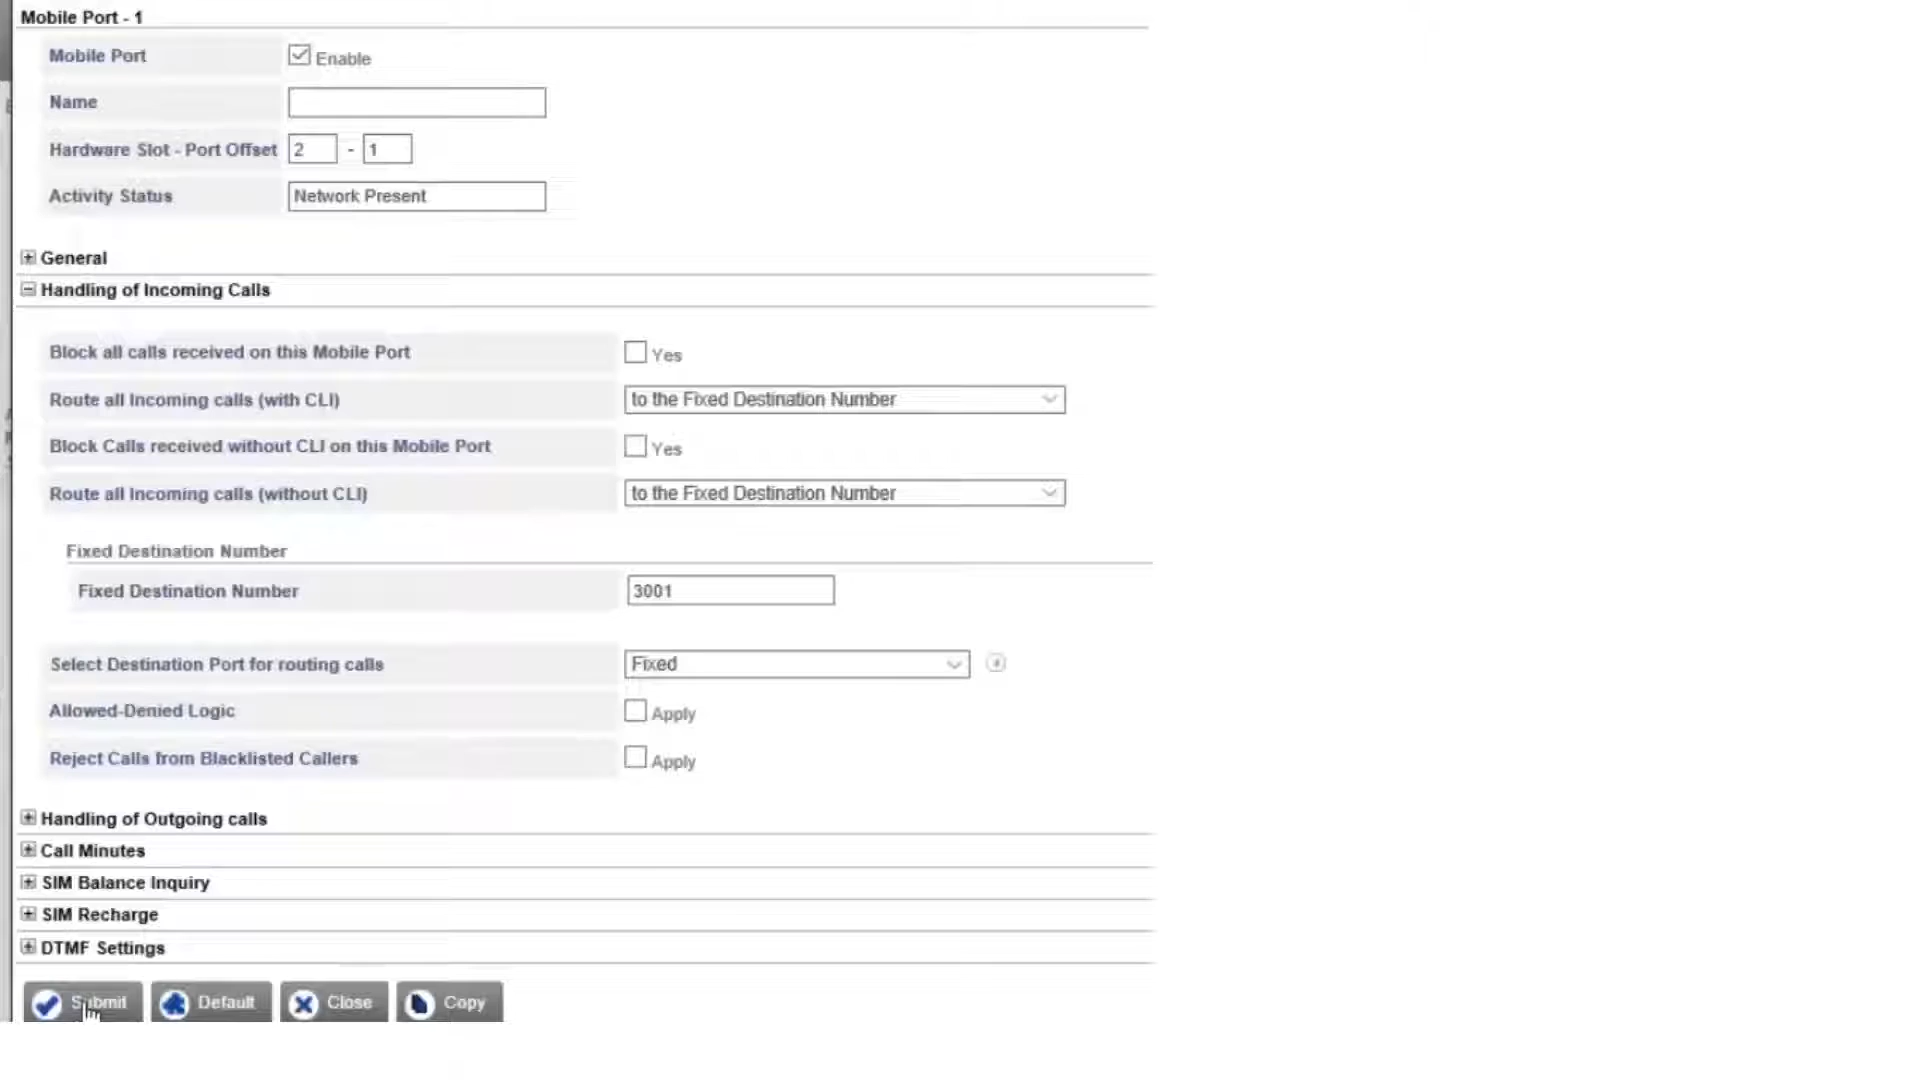 Mobile Port - 1
Mobile Port Enable
Name
Hardware Slot - Port Offset 2 - 1
Activity Status Network Present
General
Handling of Incoming Calls
Block all calls received on this Mobile Port Yes
Route all Incoming calls (with CLI) to the Fixed Destination Number
Block Calls received without CLI on this Mobile Port Yes
Route all Incoming calls (without CLI) to the Fixed Destination Number
Fixed Destination Number
Fixed Destination Number 3001
Select Destination Port for routing calls Fixed
Allowed-Denied Logic Apply
Reject Calls from Blacklisted Callers Apply
Handling of Outgoing calls
Call Minutes
SIM Balance Inquiry
SIM Recharge
DTMF Settings
Submit Default Close Copy